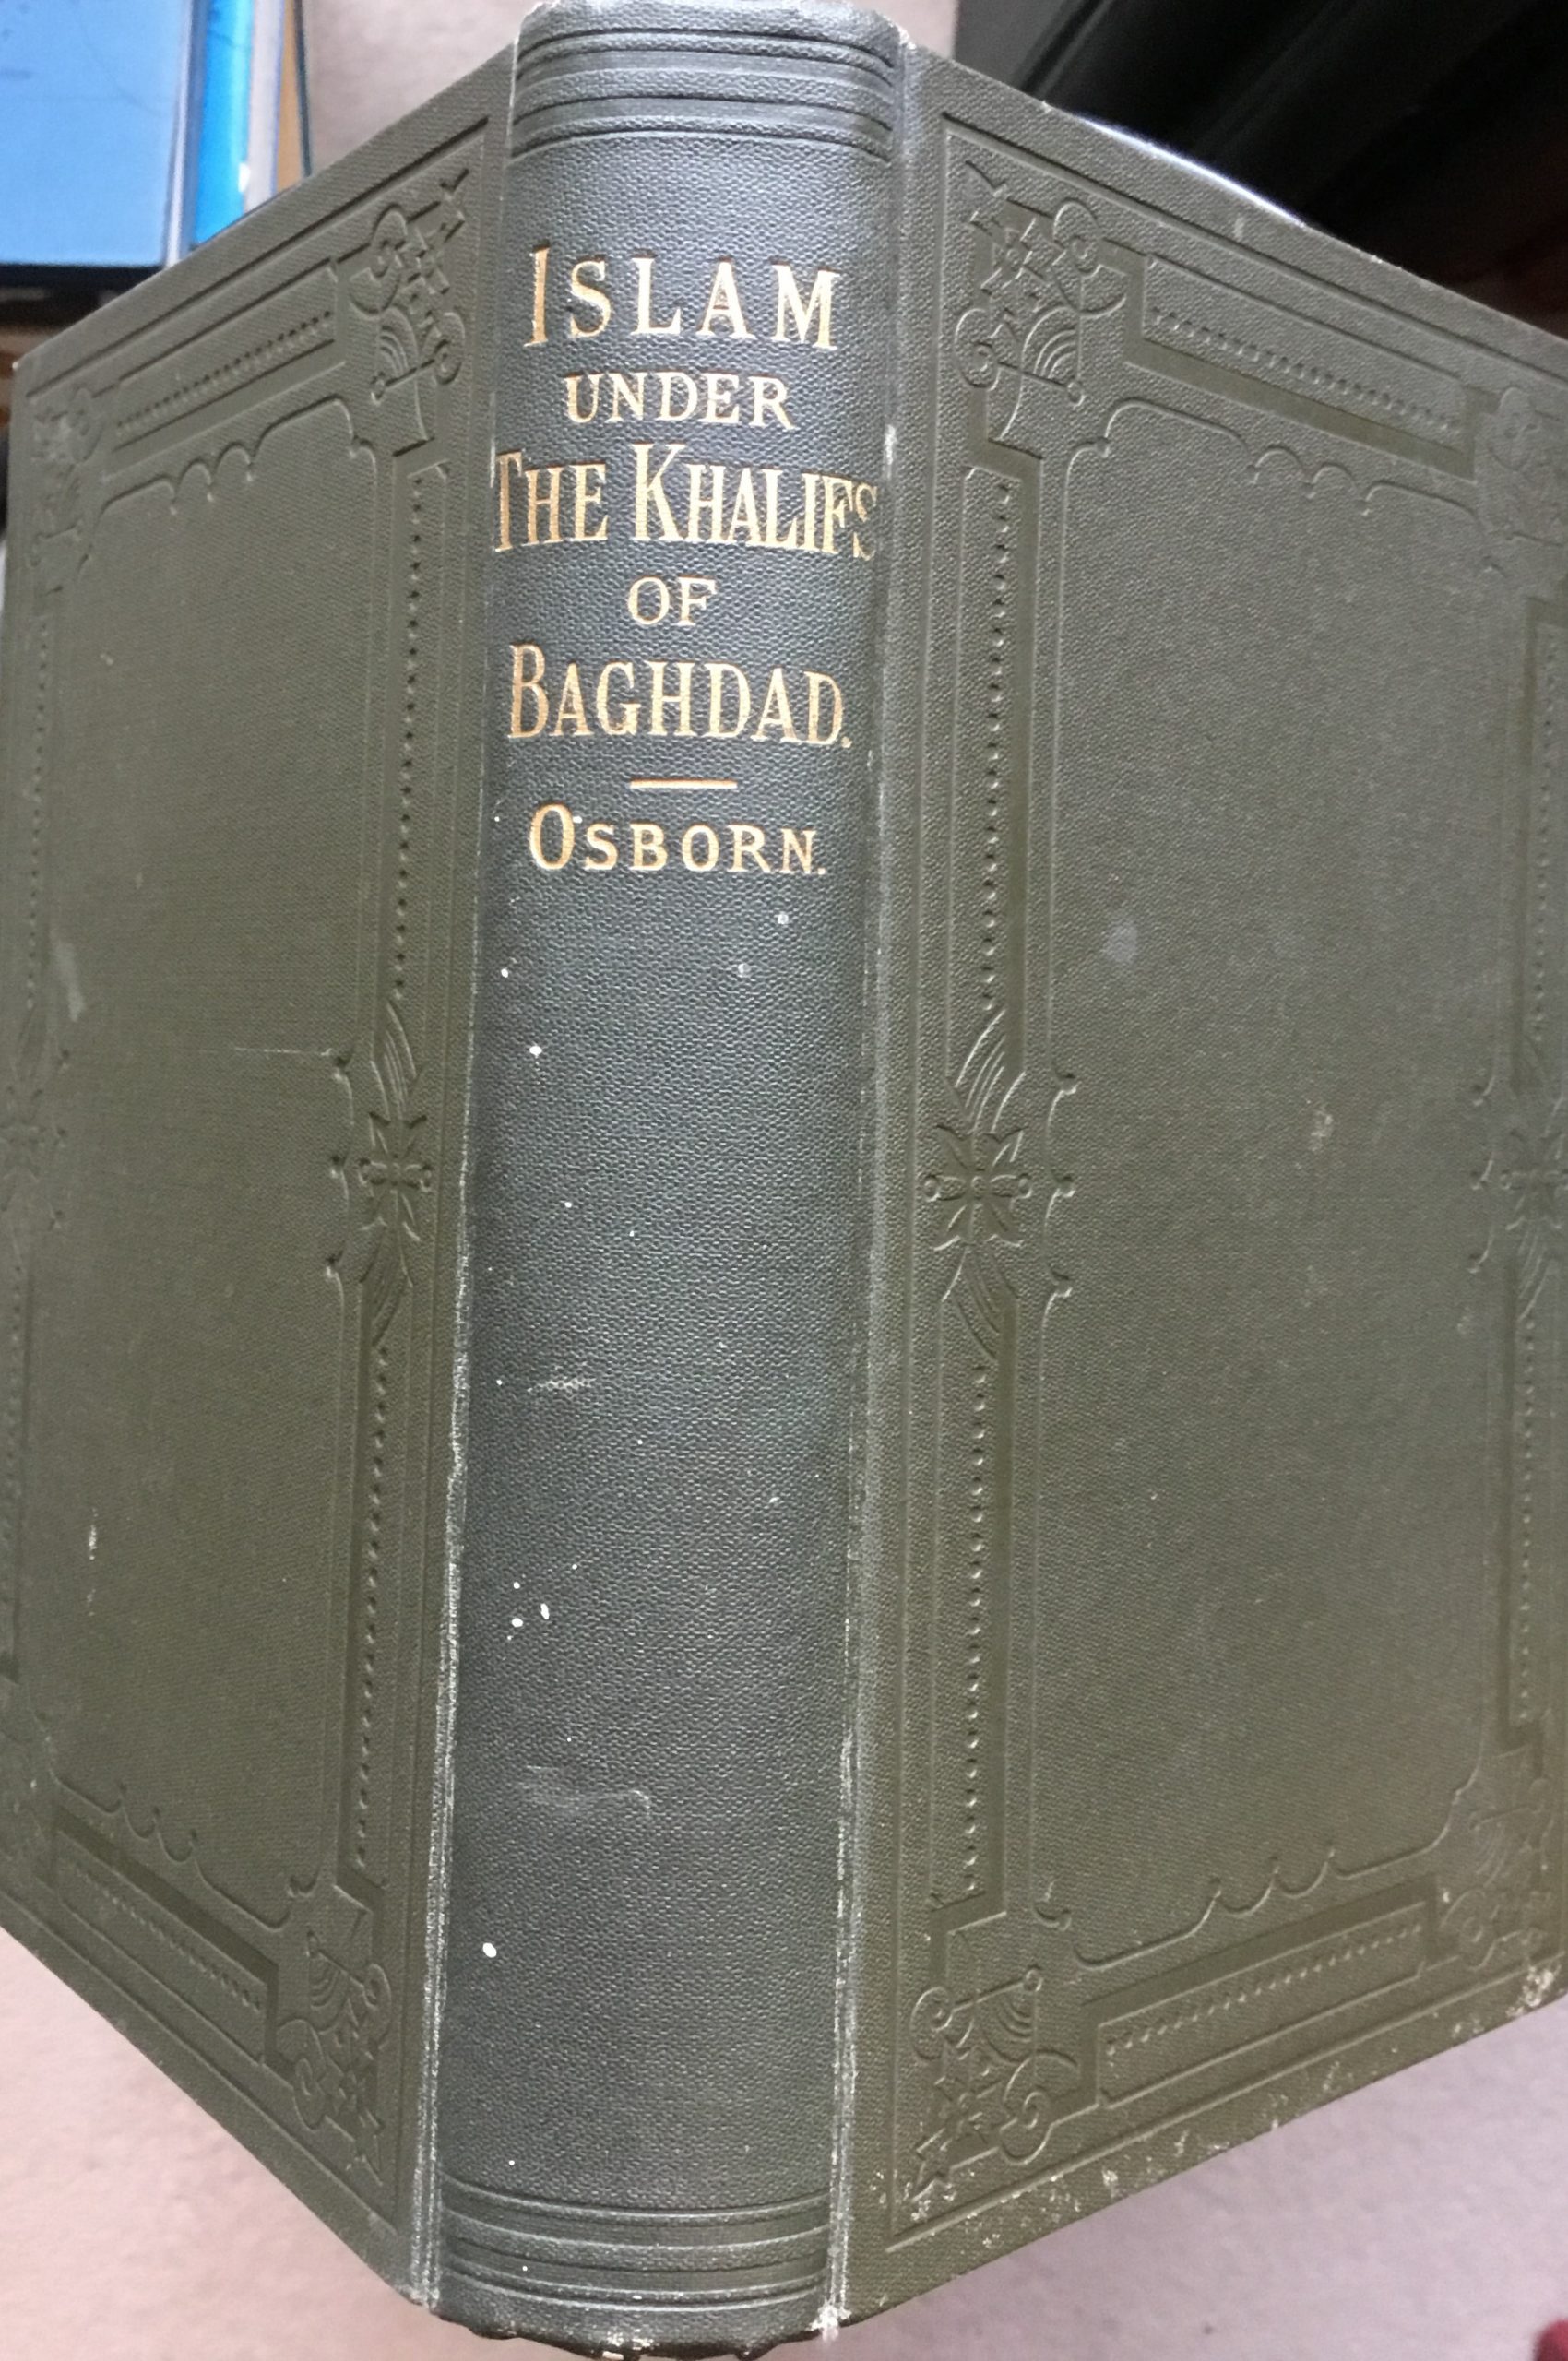 ISLAM
UNDER
THE KHALIFS
OF
BAGHDAD.
OSBORN.